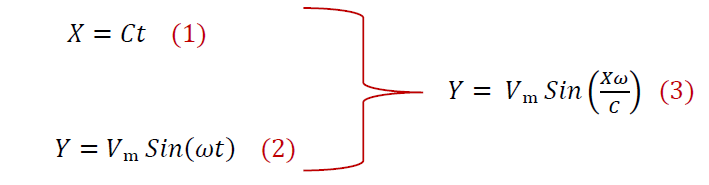 X = Ct (1)
Y = V_m Sin(ωt) (2)
Y = V_m Sin(Xω/C) (3)